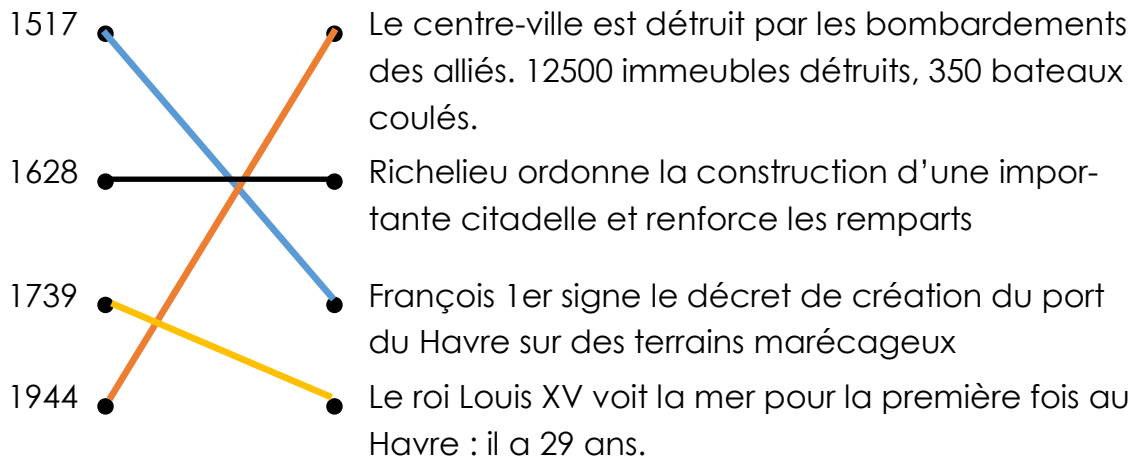 1517 Le centre-ville est détruit par les bombardements
des alliés. 12500 immeubles détruits, 350 bateaux
coulés.
1628 Richelieu ordonne la construction d’une impor-
tante citadelle et renforce les remparts
1739 François 1er signe le décret de création du port
du Havre sur des terrains marécageux
1944 Le roi Louis XV voit la mer pour la première fois au
Havre : il a 29 ans.